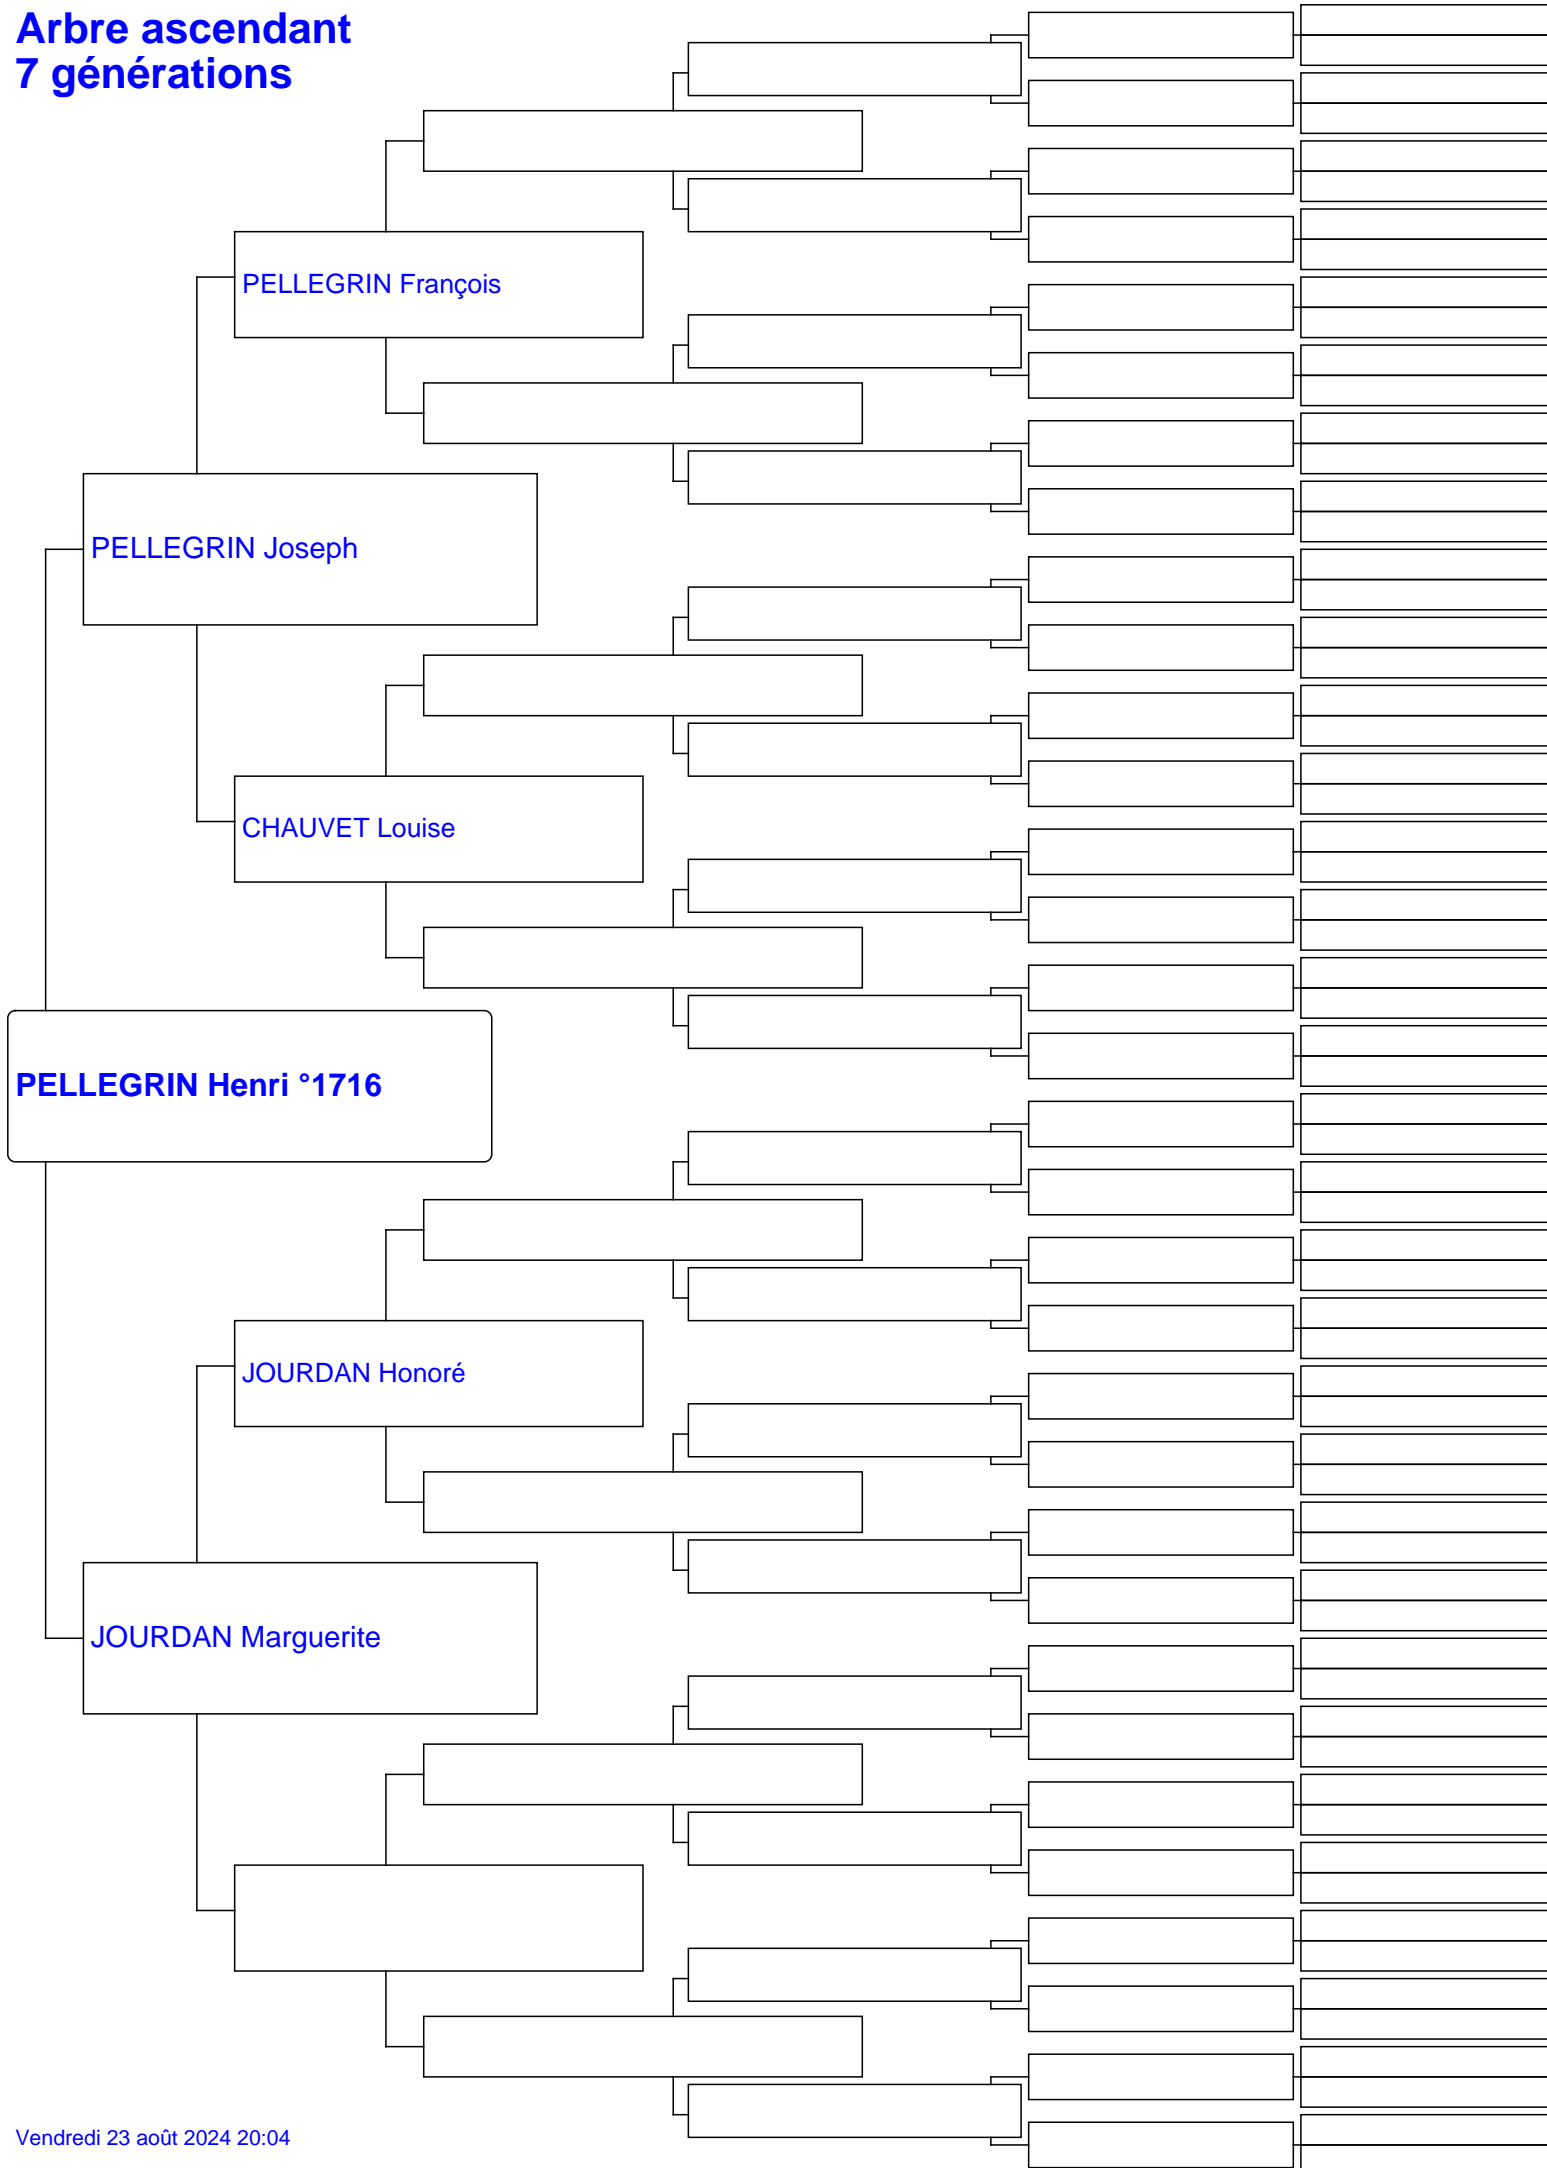 Arbre ascendant
7 générations
PELLEGRIN François
PELLEGRIN Joseph
CHAUVET Louise
PELLEGRIN Henri °1716
JOURDAN Honoré
JOURDAN Marguerite
Vendredi 23 août 2024 20:04